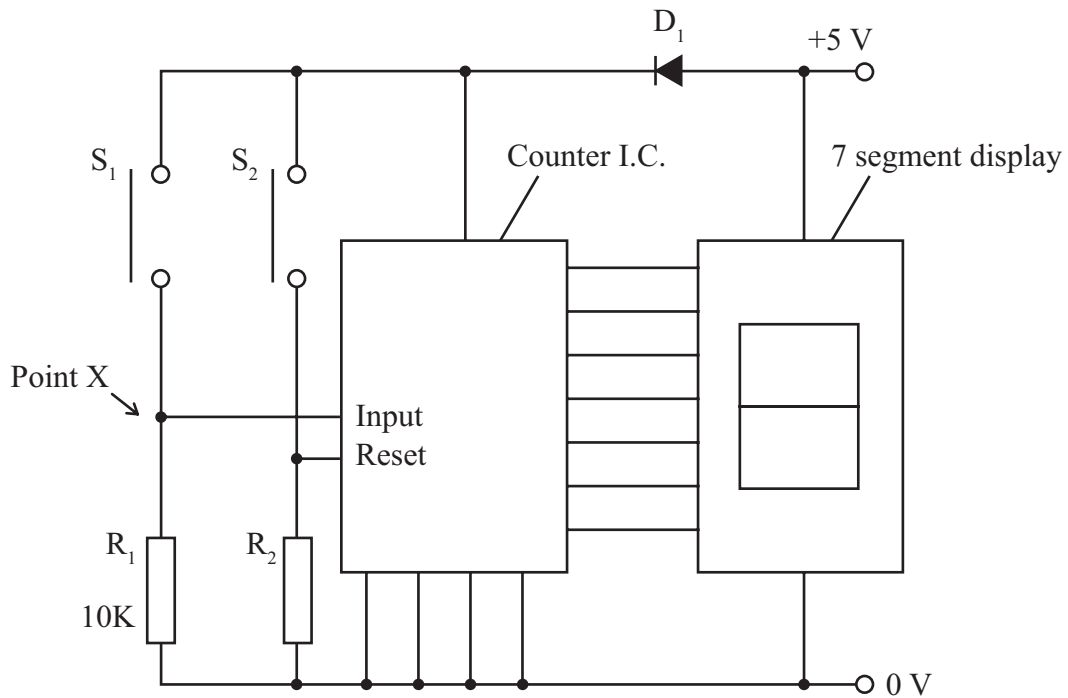 D₁
+5 V
S₁
S₂
Counter I.C.
7 segment display
Point X
Input
Reset
R₁
R₂
10K
0 V